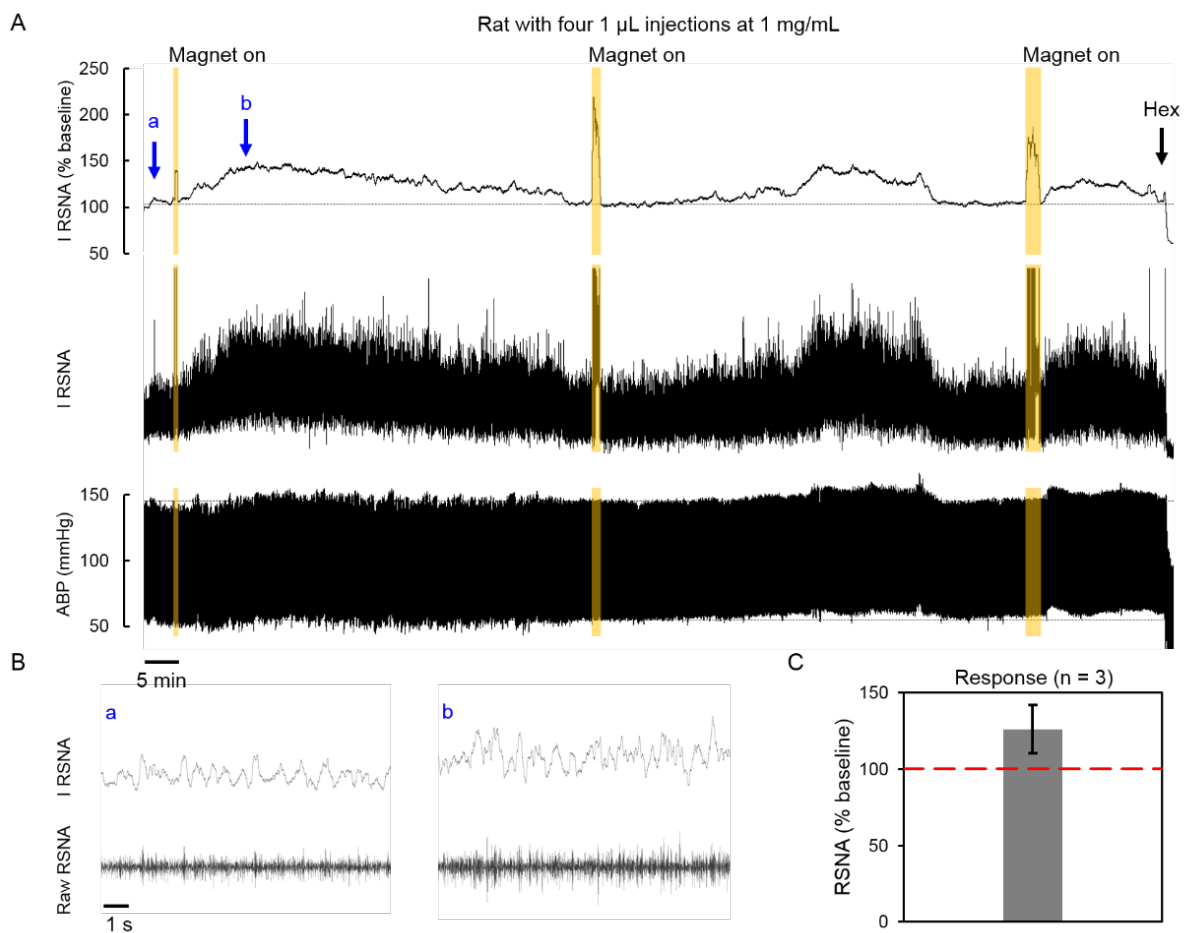 A
Rat with four 1 µL injections at 1 mg/mL
Magnet on
Magnet on
Magnet on
250
200
150
100
50
I RSNA (% baseline)
a
b
Hex
I RSNA
150
100
50
ABP (mmHg)
5 min
B
a
b
I RSNA
Raw RSNA
1 s
C
Response (n = 3)
150
100
50
0
RSNA (% baseline)